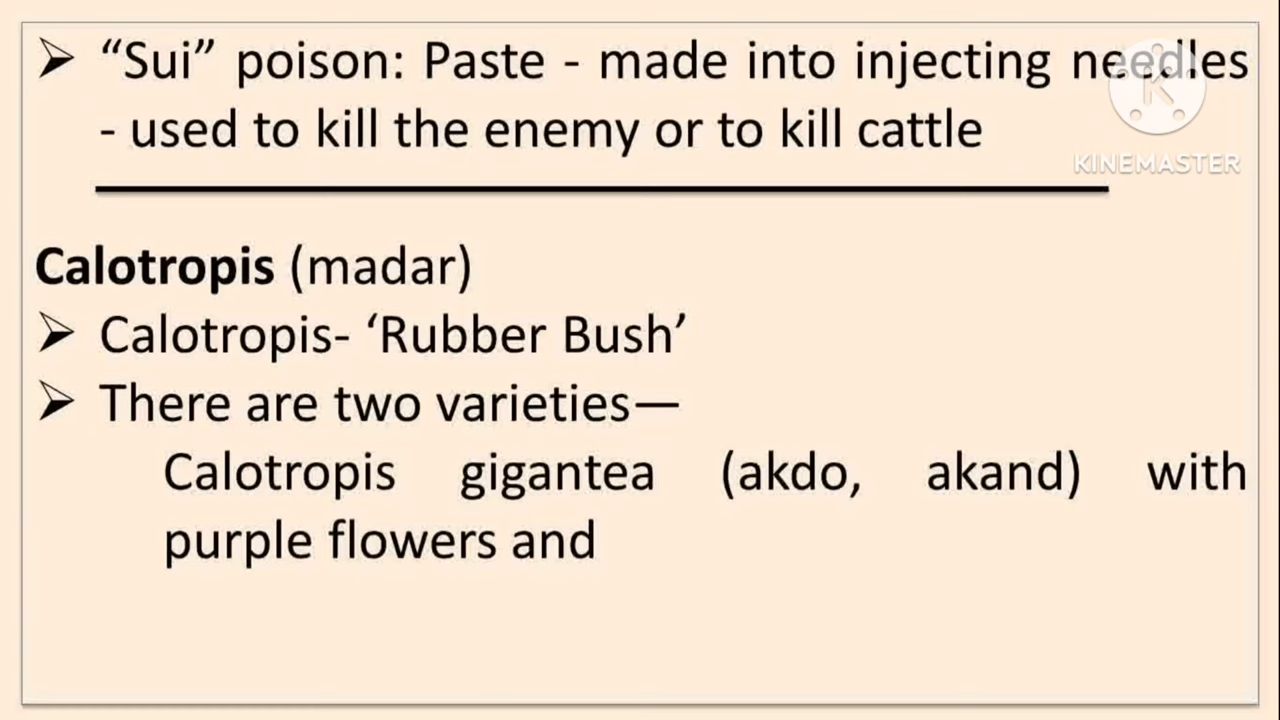 ➢ “Sui” poison: Paste - made into injecting needles
- used to kill the enemy or to kill cattle
KINEMASTER
Calotropis (madar)
➢ Calotropis- ‘Rubber Bush’
➢ There are two varieties—
Calotropis gigantea (akdo, akand) with
purple flowers and